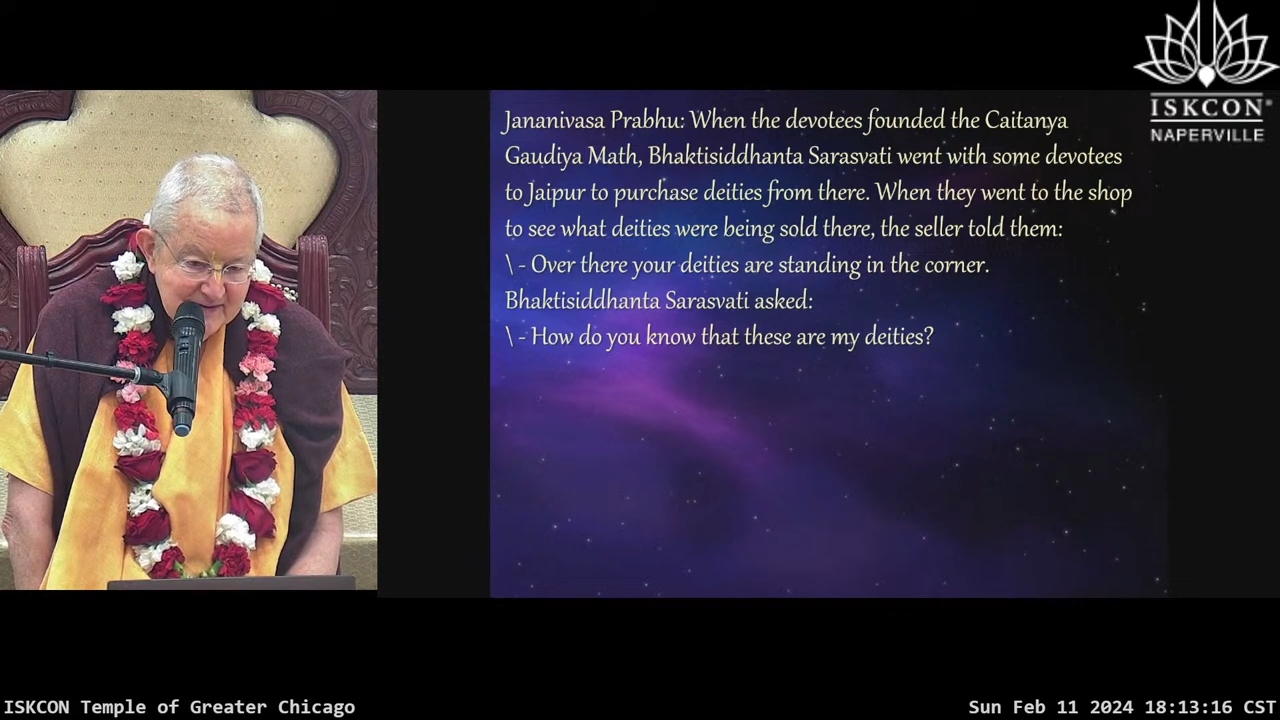 ISKCON®
NAPERVILLE
Jananivasa Prabhu: When the devotees founded the Caitanya
Gaudiya Math, Bhaktisiddhanta Sarasvati went with some devotees
to Jaipur to purchase deities from there. When they went to the shop
to see what deities were being sold there, the seller told them:
\ - Over there your deities are standing in the corner.
Bhaktisiddhanta Sarasvati asked:
\ - How do you know that these are my deities?
ISKCON Temple of Greater Chicago
Sun Feb 11 2024 18:13:16 CST